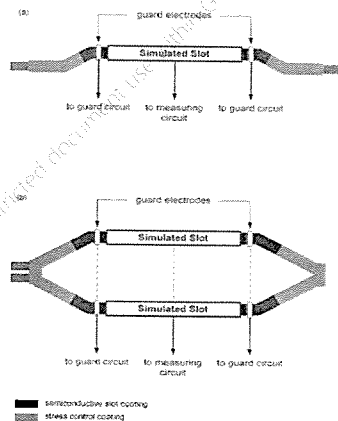 (a)
guard electrodes
Simulated Slot
to guard circuit
to measuring circuit
to guard circuit
guard electrodes
Simulated Slot
Simulated Slot
to guard circuit
to measuring circuit
to guard circuit
semiconductive slot coating
stress control coating